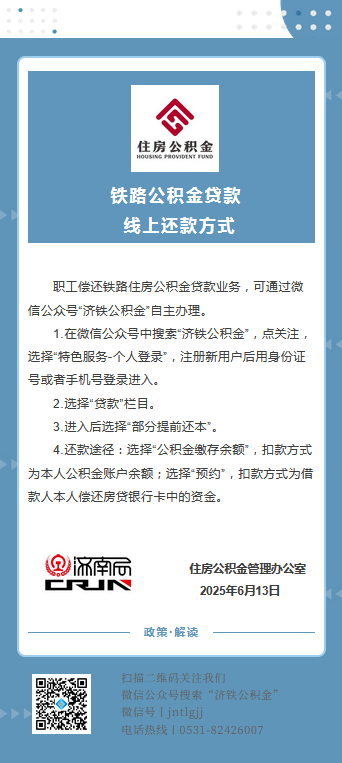 住房公积金
HOUSING PROVIDENT FUND
铁路公积金贷款
线上还款方式
职工偿还铁路住房公积金贷款业务，可通过微
信公众号“济铁公积金”自主办理。
1.在微信公众号中搜索“济铁公积金”，点关注，
选择“特色服务-个人登录”，注册新用户后用身份证
号或者手机号登录进入。
2.选择“贷款”栏目。
3.进入后选择“部分提前还本”。
4.还款途径：选择“公积金缴存余额”，扣款方式
为本人公积金账户余额；选择“预约”，扣款方式为借
款人本人偿还房贷银行卡中的资金。
济南局
CRJN
住房公积金管理办公室
2025年6月13日
政策·解读
扫描二维码关注我们
微信公众号搜索“济铁公积金”
微信号丨jntlgjj
电话热线丨0531-82426007